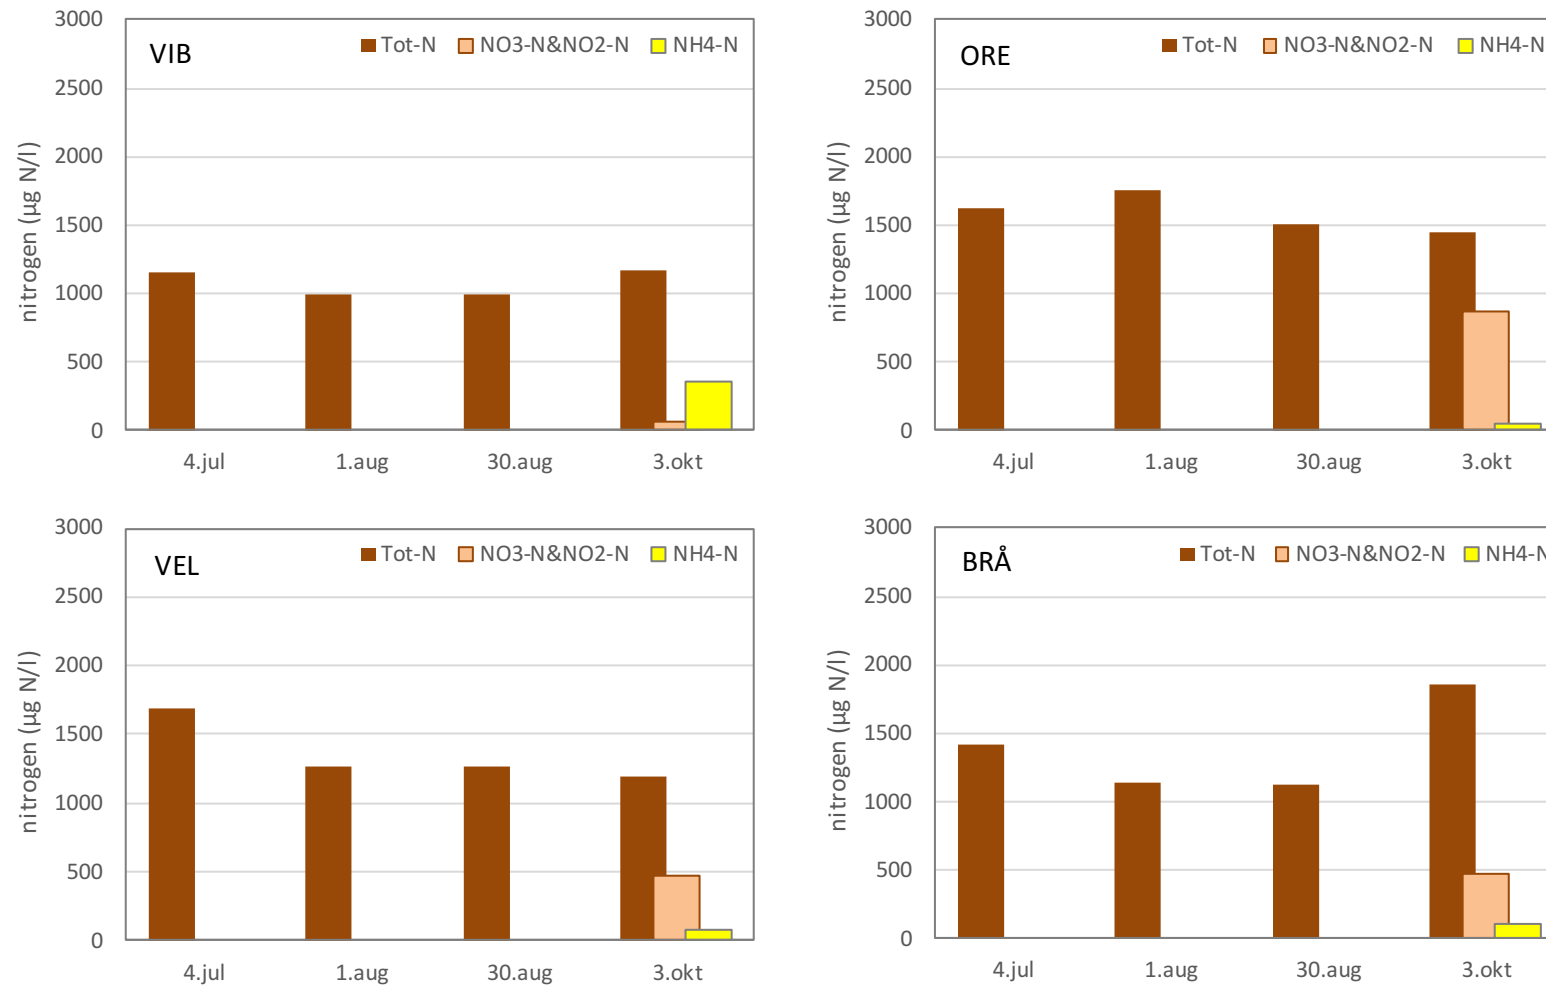 VIB
Tot-N NO3-N&NO2-N NH4-N
nitrogen (µg N/l)
3000
2500
2000
1500
1000
500
0
4.jul 1.aug 30.aug 3.okt
ORE
Tot-N NO3-N&NO2-N NH4-N
nitrogen (µg N/l)
3000
2500
2000
1500
1000
500
0
4.jul 1.aug 30.aug 3.okt
VEL
Tot-N NO3-N&NO2-N NH4-N
nitrogen (µg N/l)
3000
2500
2000
1500
1000
500
0
4.jul 1.aug 30.aug 3.okt
BRÅ
Tot-N NO3-N&NO2-N NH4-N
nitrogen (µg N/l)
3000
2500
2000
1500
1000
500
0
4.jul 1.aug 30.aug 3.okt